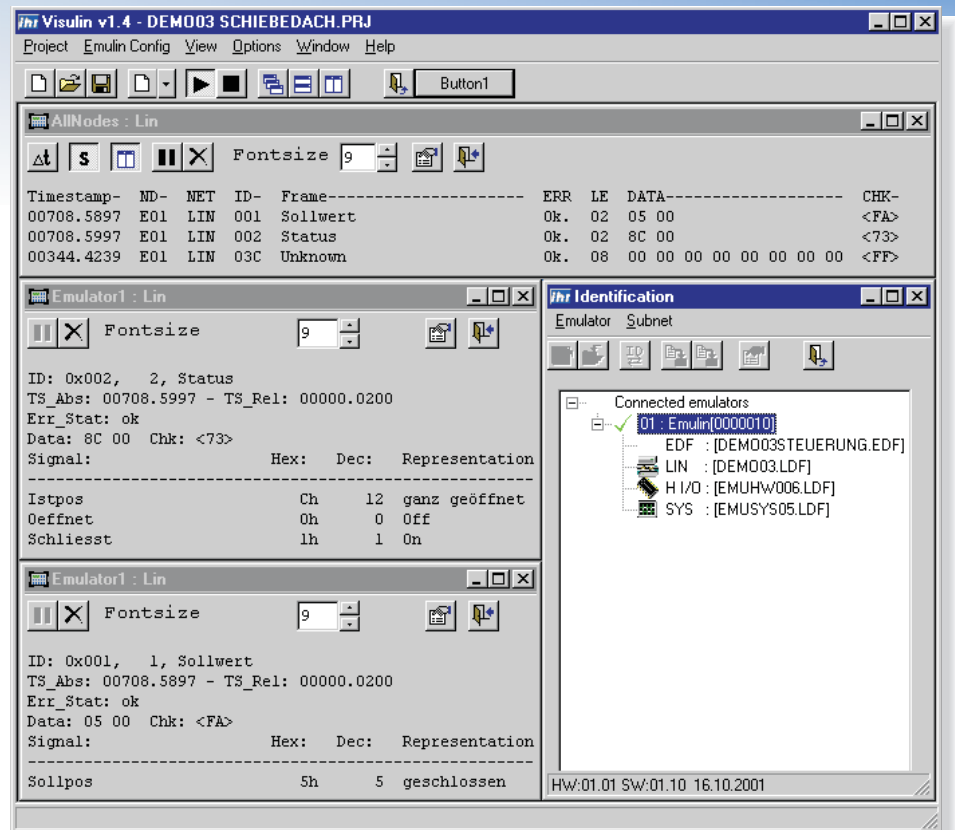 ihr Visulin v1.4 - DEMO03 SCHIEBEDACH.PRJ
Project Emulin Config View Options Window Help
Button1
AllNodes : Lin
Δt S Fontsize 9
Timestamp- ND- NET ID- Frame--------------------- ERR LE DATA------------------- CHK-
00708.5897 E01 LIN 001 Sollwert Ok. 02 05 00 <FA>
00708.5997 E01 LIN 002 Status Ok. 02 8C 00 <73>
00344.4239 E01 LIN 03C Unknown Ok. 08 00 00 00 00 00 00 00 00 <FF>
Emulator1 : Lin
Fontsize 9
ID: 0x002, 2, Status
TS_Abs: 00708.5997 - TS_Rel: 00000.0200
Err_Stat: ok
Data: 8C 00 Chk: <73>
Signal: Hex: Dec: Representation
------------------------------------------------------
Istpos Ch 12 ganz geöffnet
Oeffnet 0h 0 Off
Schliesst 1h 1 On
Emulator1 : Lin
Fontsize 9
ID: 0x001, 1, Sollwert
TS_Abs: 00708.5897 - TS_Rel: 00000.0200
Err_Stat: ok
Data: 05 00 Chk: <FA>
Signal: Hex: Dec: Representation
------------------------------------------------------
Sollpos 5h 5 geschlossen
ihr Identification
Emulator Subnet
ID
Connected emulators
01 : Emulin[0000010]
EDF : [DEMO03STEUERUNG.EDF]
LIN : [DEMO03.LDF]
H I/O : [EMUHW006.LDF]
SYS : [EMUSYS05.LDF]
HW:01.01 SW:01.10 16.10.2001